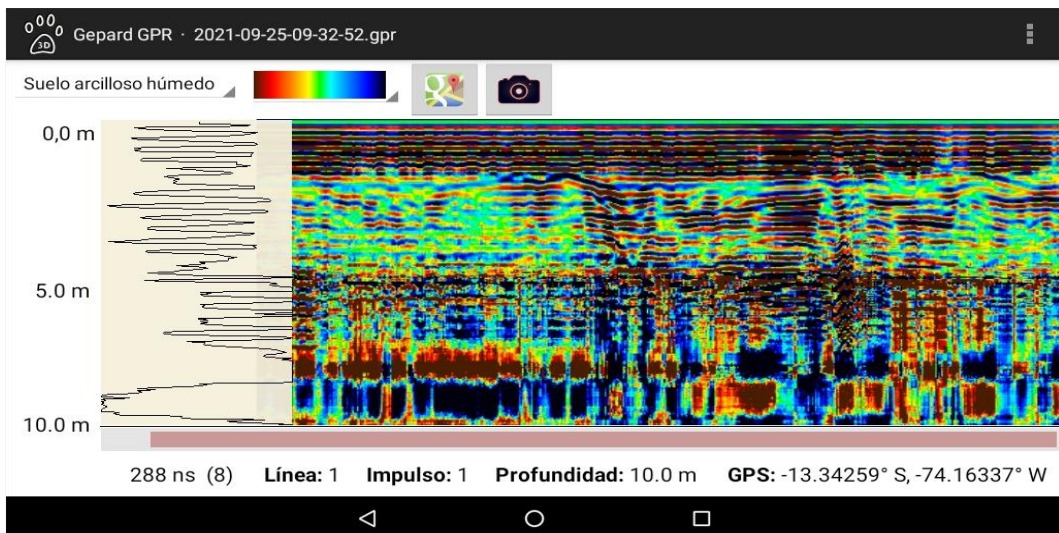 3D Gepard GPR · 2021-09-25-09-32-52.gpr
Suelo arcilloso húmedo
0,0 m
5.0 m
10.0 m
288 ns (8) Línea: 1 Impulso: 1 Profundidad: 10.0 m GPS: -13.34259° S, -74.16337° W